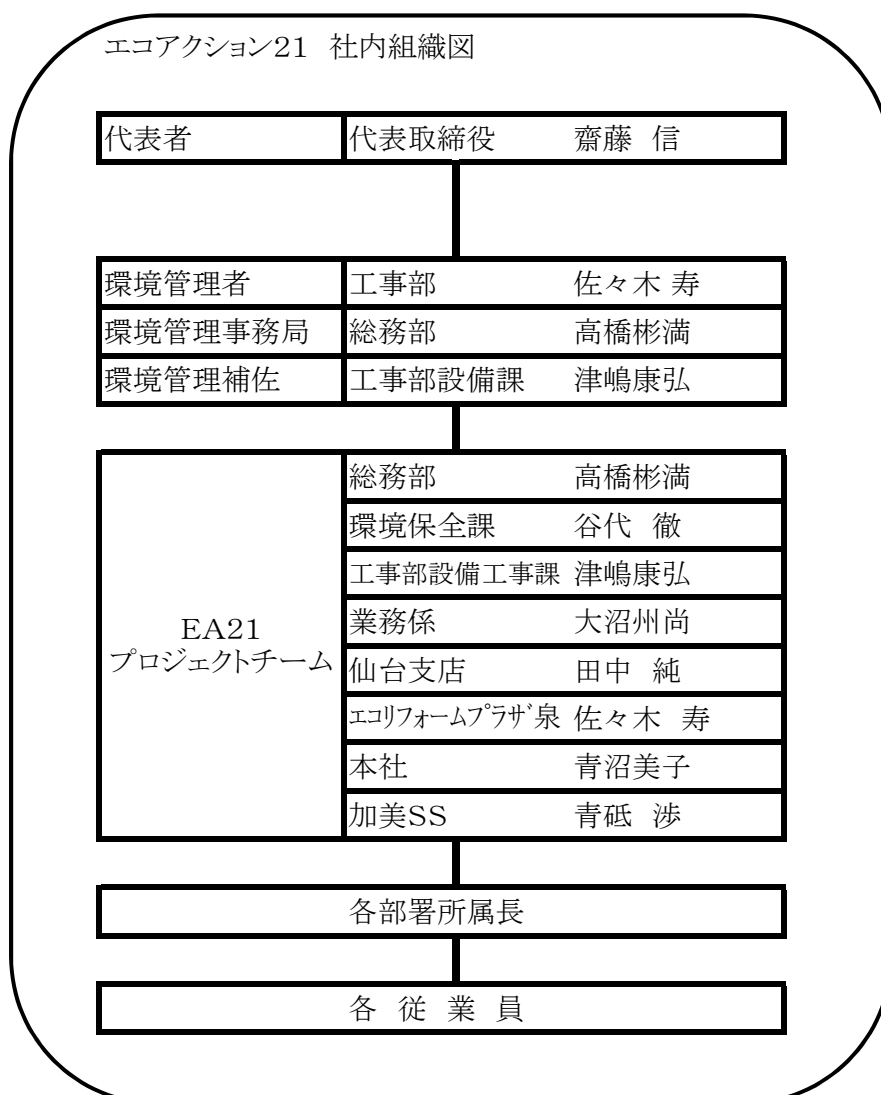 エコアクション21 社内組織図
代表者 代表取締役 齋藤 信
環境管理者 工事部 佐々木 寿
環境管理事務局 総務部 高橋彬満
環境管理補佐 工事部設備課 津嶋康弘
EA21
プロジェクトチーム
総務部 高橋彬満
環境保全課 谷代 徹
工事部設備工事課 津嶋康弘
業務係 大沼州尚
仙台支店 田中 純
ｴｺﾘﾌｫｰﾑﾌﾟﾗｻﾞ泉 佐々木 寿
本社 青沼美子
加美SS 青砥 渉
各部署所属長
各 従 業 員